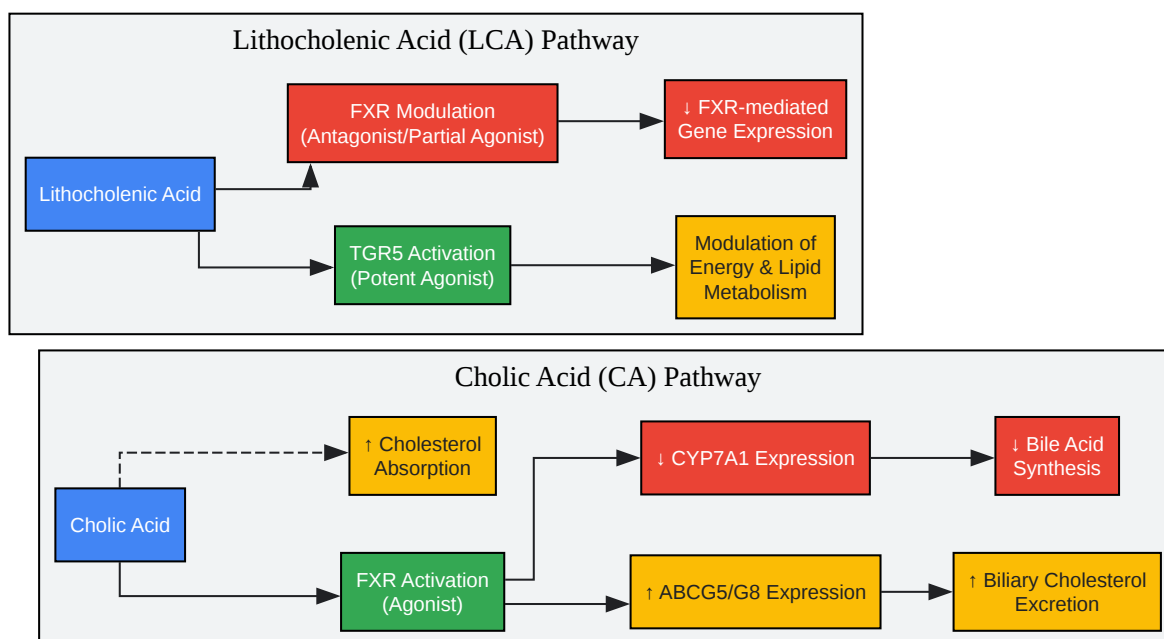 Lithocholenic Acid (LCA) Pathway
FXR Modulation
(Antagonist/Partial Agonist)
↓ FXR-mediated
Gene Expression
Lithocholenic Acid
TGR5 Activation
(Potent Agonist)
Modulation of
Energy & Lipid
Metabolism
Cholic Acid (CA) Pathway
↑ Cholesterol
Absorption
↓ CYP7A1 Expression
↓ Bile Acid
Synthesis
Cholic Acid
FXR Activation
(Agonist)
↑ ABCG5/G8 Expression
↑ Biliary Cholesterol
Excretion